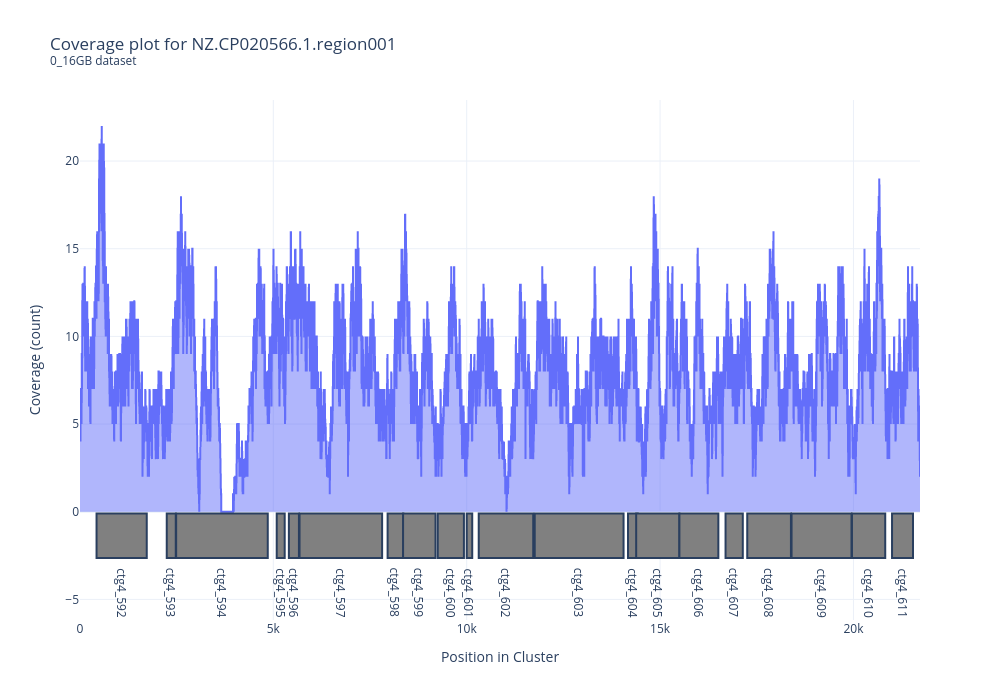 Coverage plot for NZ.CP020566.1.region001
0_16GB dataset
Coverage (count)
20
15
10
5
0
−5
ctg4_592
ctg4_593
ctg4_594
ctg4_595
ctg4_596
ctg4_597
ctg4_598
ctg4_599
ctg4_600
ctg4_601
ctg4_602
ctg4_603
ctg4_604
ctg4_605
ctg4_606
ctg4_607
ctg4_608
ctg4_609
ctg4_610
ctg4_611
0
5k
10k
15k
20k
Position in Cluster